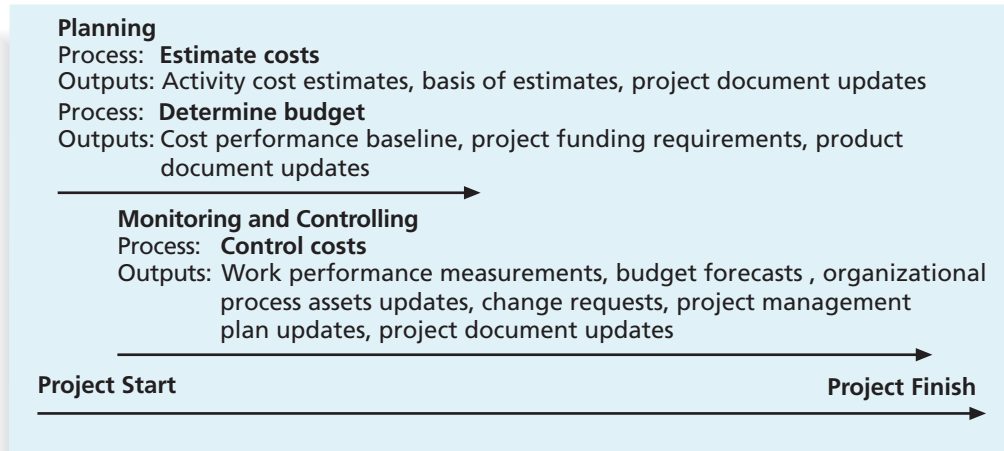 Planning
Process: Estimate costs
Outputs: Activity cost estimates, basis of estimates, project document updates
Process: Determine budget
Outputs: Cost performance baseline, project funding requirements, product
document updates
Monitoring and Controlling
Process: Control costs
Outputs: Work performance measurements, budget forecasts , organizational
process assets updates, change requests, project management
plan updates, project document updates
Project Start Project Finish